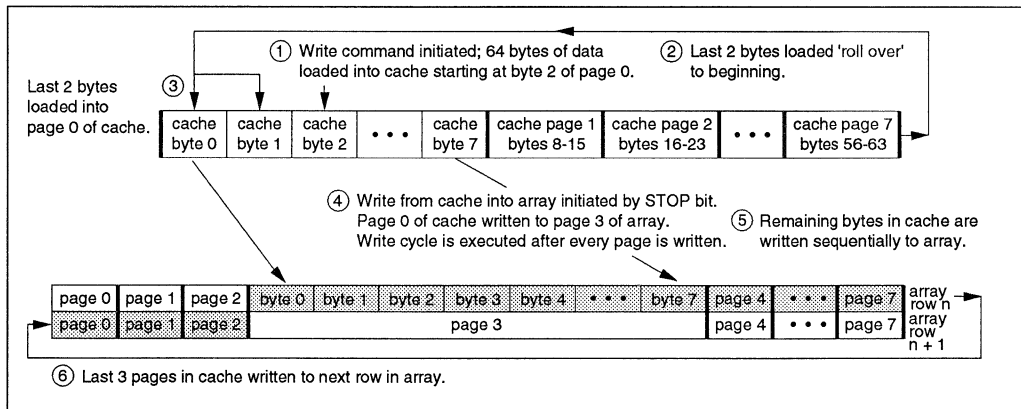 ① Write command initiated; 64 bytes of data
loaded into cache starting at byte 2 of page 0.
② Last 2 bytes loaded 'roll over'
to beginning.
Last 2 bytes
loaded into
page 0 of cache.
③
cache byte 0
cache byte 1
cache byte 2
• • •
cache byte 7
cache page 1 bytes 8-15
cache page 2 bytes 16-23
• • •
cache page 7 bytes 56-63
④ Write from cache into array initiated by STOP bit.
Page 0 of cache written to page 3 of array.
Write cycle is executed after every page is written.
⑤ Remaining bytes in cache are
written sequentially to array.
page 0 page 1 page 2 byte 0 byte 1 byte 2 byte 3 byte 4 • • • byte 7 page 4 • • • page 7 array row n
page 0 page 1 page 2 page 3 page 4 • • • page 7 array row n + 1
⑥ Last 3 pages in cache written to next row in array.